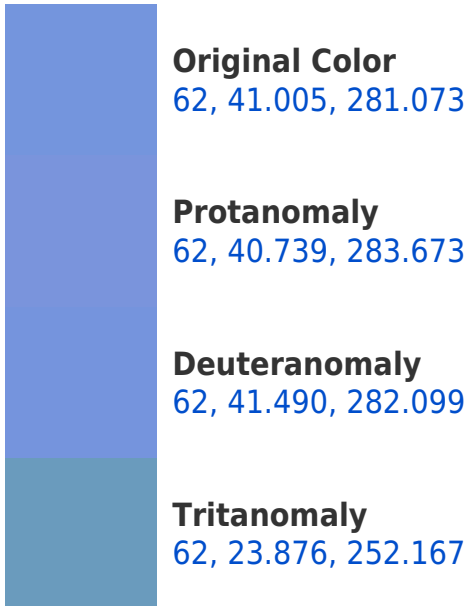 Original Color
62, 41.005, 281.073
Protanomaly
62, 40.739, 283.673
Deuteranomaly
62, 41.490, 282.099
Tritanomaly
62, 23.876, 252.167